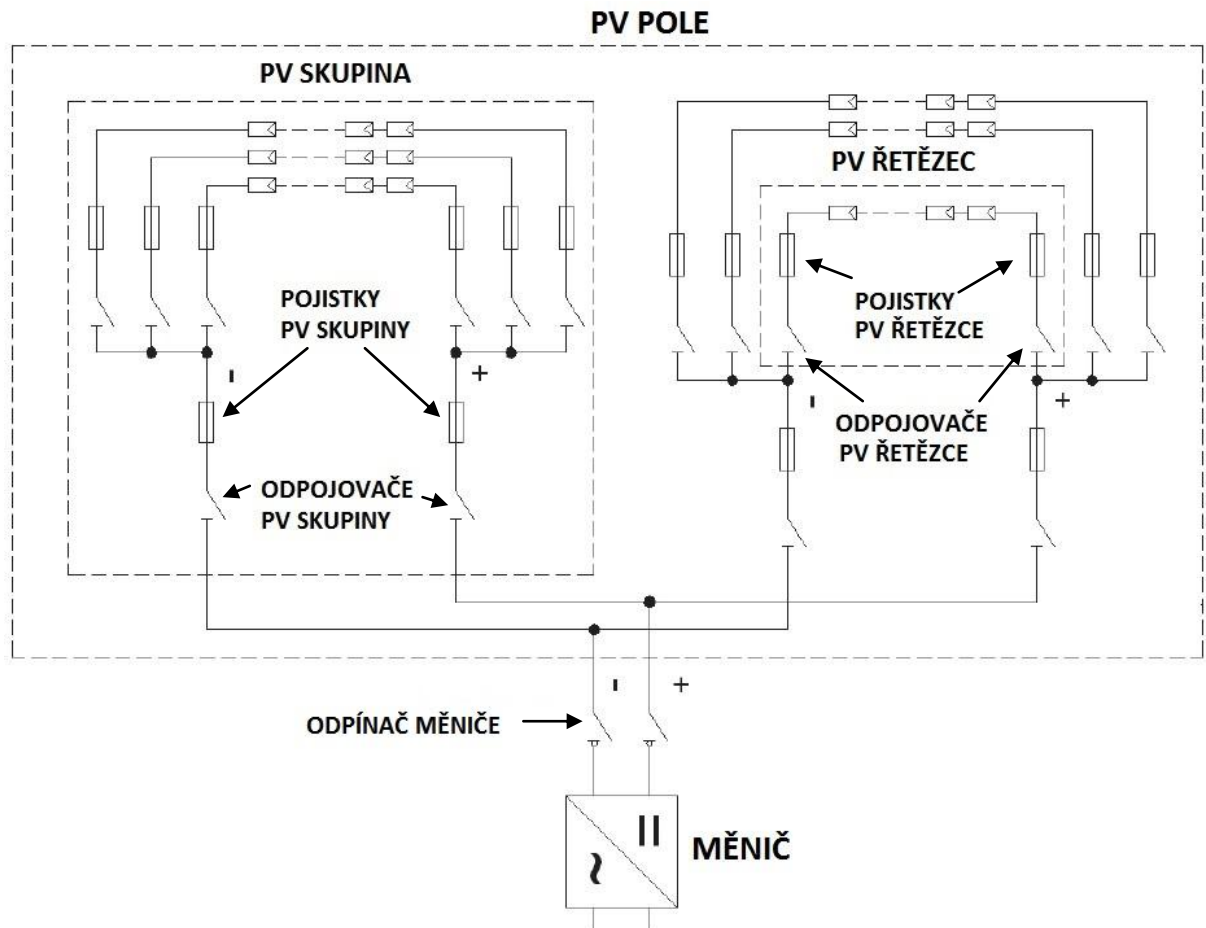 PV POLE
PV SKUPINA
PV ŘETĚZEC
POJISTKY
PV SKUPINY
POJISTKY
PV ŘETĚZCE
-
+
-
+
ODPOJOVAČE
PV ŘETĚZCE
ODPOJOVAČE
PV SKUPINY
-
+
ODPÍNAČ MĚNIČE
MĚNIČ